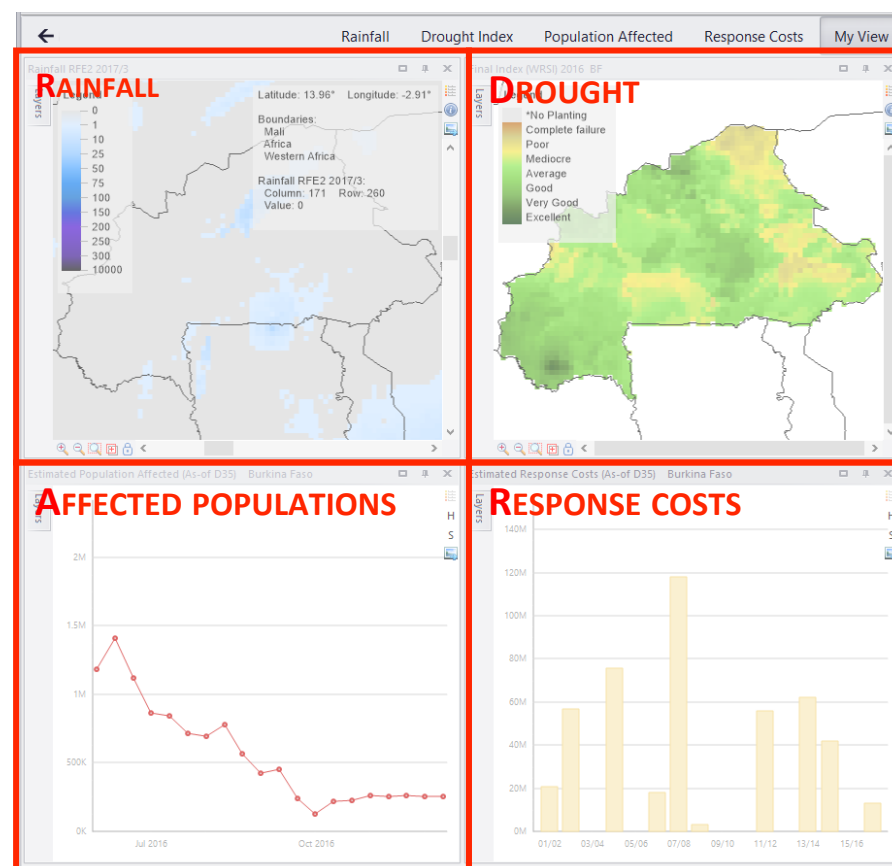 Rainfall Drought Index Population Affected Response Costs My View
Rainfall RFE2 2017/3
RAINFALL
Layers
Legend
0
1
10
25
50
75
100
150
200
250
300
10000
Latitude: 13.96° Longitude: -2.91°
Boundaries:
Mali
Africa
Western Africa
Rainfall RFE2 2017/3:
Column: 171 Row: 260
Value: 0
Final Index (WRSI) 2016 BF
DROUGHT
Layers
Legend
*No Planting
Complete failure
Poor
Mediocre
Average
Good
Very Good
Excellent
Estimated Population Affected (As-of D35) Burkina Faso
AFFECTED POPULATIONS
Layers
H
S
2M
1.5M
1M
500K
0K
Jul 2016 Oct 2016
Estimated Response Costs (As-of D35) Burkina Faso
RESPONSE COSTS
Layers
H
S
140M
120M
100M
80M
60M
40M
20M
0M
01/02 03/04 05/06 07/08 09/10 11/12 13/14 15/16